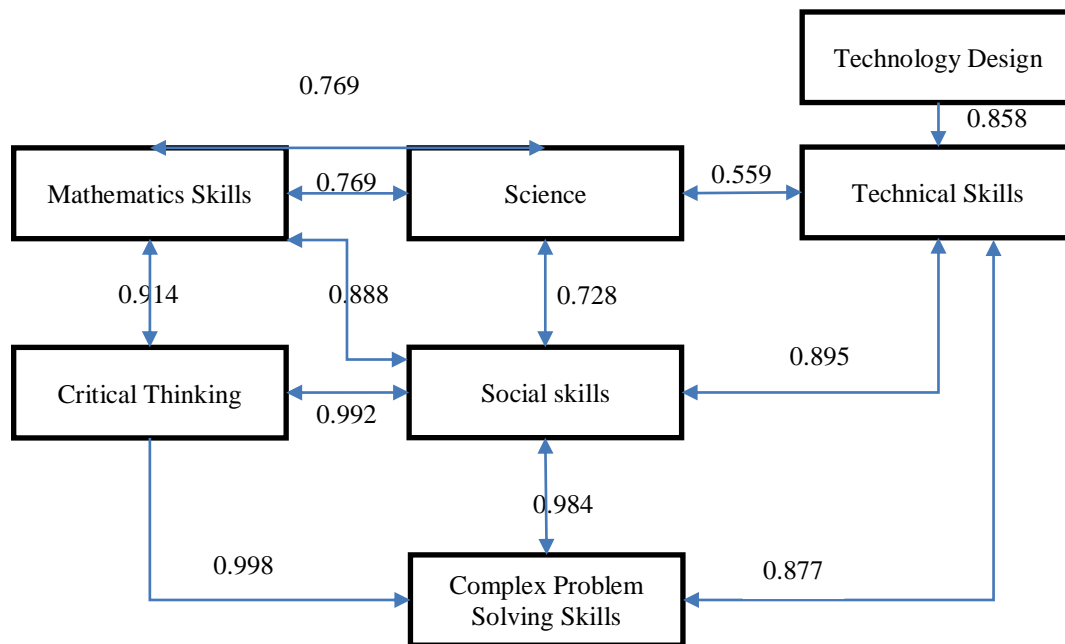 Technology Design
0.769
0.858
Mathematics Skills
0.769
Science
0.559
Technical Skills
0.914
0.888
0.728
0.895
Critical Thinking
0.992
Social skills
0.984
0.998
Complex Problem
Solving Skills
0.877